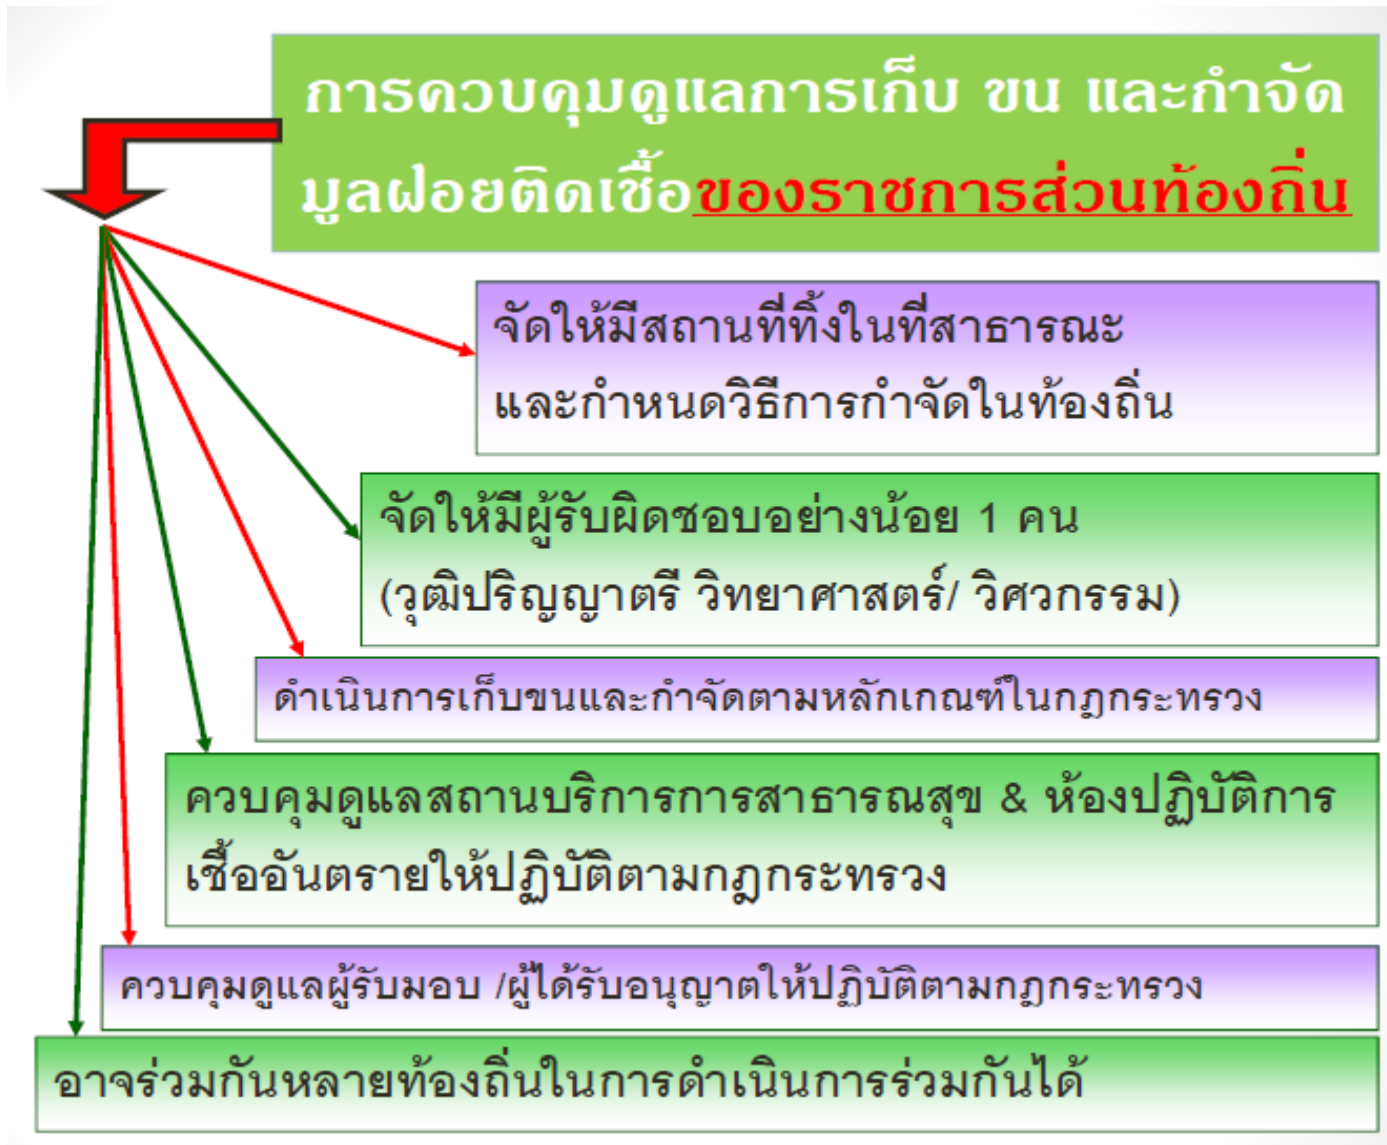 การควบคุมดูแลการเก็บ ขน และกำจัด
มูลฝอยติดเชื้อของราชการส่วนท้องถิ่น
จัดให้มีสถานที่ทิ้งในที่สาธารณะ
และกำหนดวิธีการกำจัดในท้องถิ่น
จัดให้มีผู้รับผิดชอบอย่างน้อย 1 คน
(วุฒิปริญญาตรี วิทยาศาสตร์/ วิศวกรรม)
ดำเนินการเก็บขนและกำจัดตามหลักเกณฑ์ในกฎกระทรวง
ควบคุมดูแลสถานบริการการสาธารณสุข & ห้องปฏิบัติการ
เชื้ออันตรายให้ปฏิบัติตามกฎกระทรวง
ควบคุมดูแลผู้รับมอบ /ผู้ได้รับอนุญาตให้ปฏิบัติตามกฎกระทรวง
อาจร่วมกันหลายท้องถิ่นในการดำเนินการร่วมกันได้